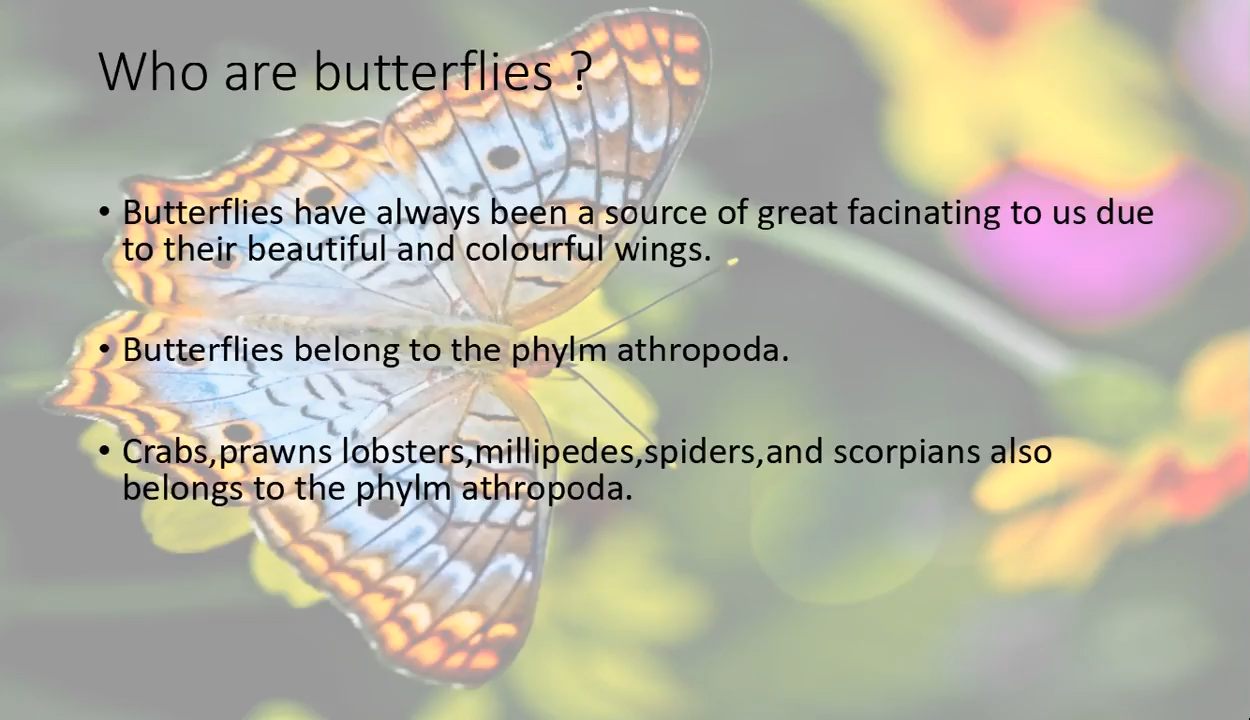 Who are butterflies ?
• Butterflies have always been a source of great facinating to us due
to their beautiful and colourful wings.
• Butterflies belong to the phylm athropoda.
• Crabs,prawns lobsters,millipedes,spiders,and scorpians also
belongs to the phylm athropoda.